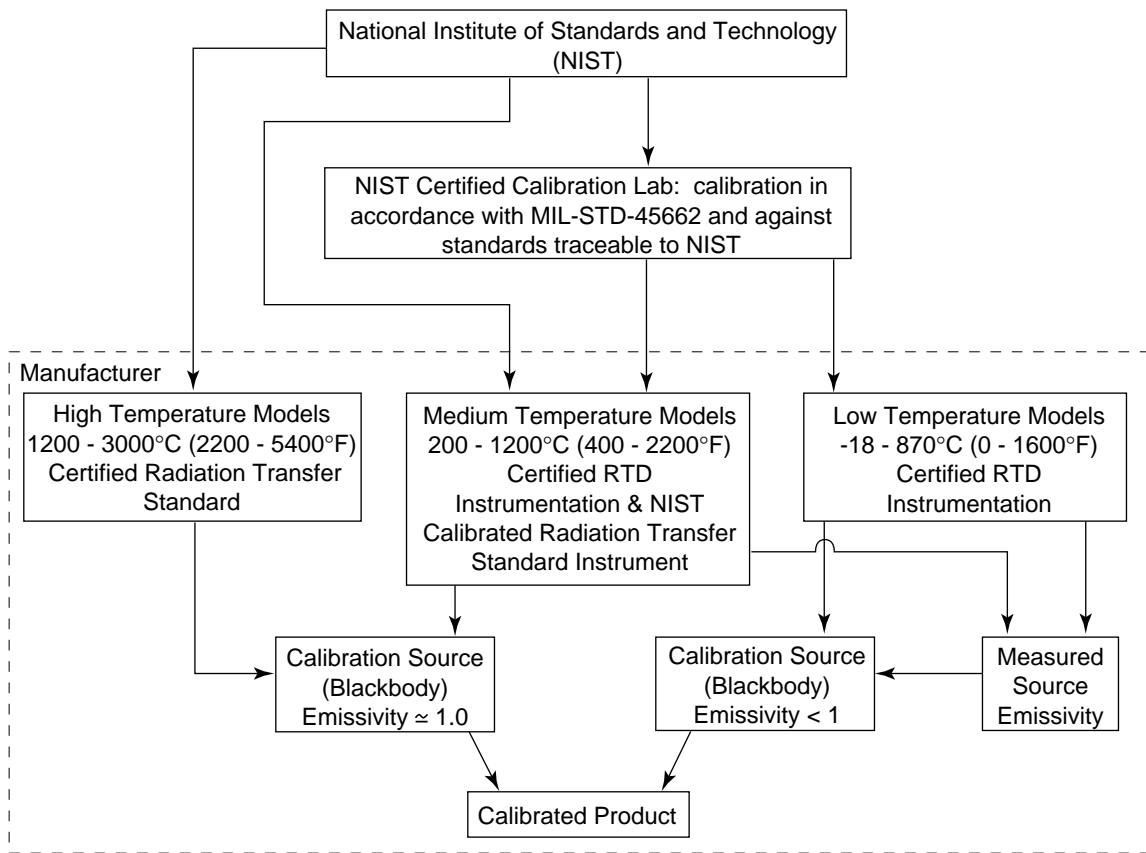 National Institute of Standards and Technology
(NIST)
NIST Certified Calibration Lab:  calibration in
accordance with MIL-STD-45662 and against
standards traceable to NIST
Manufacturer
High Temperature Models
1200 - 3000°C (2200 - 5400°F)
Certified Radiation Transfer
Standard
Medium Temperature Models
200 - 1200°C (400 - 2200°F)
Certified RTD
Instrumentation & NIST
Calibrated Radiation Transfer
Standard Instrument
Low Temperature Models
-18 - 870°C (0 - 1600°F)
Certified RTD
Instrumentation
Calibration Source
(Blackbody)
Emissivity ≃ 1.0
Calibration Source
(Blackbody)
Emissivity < 1
Measured
Source
Emissivity
Calibrated Product